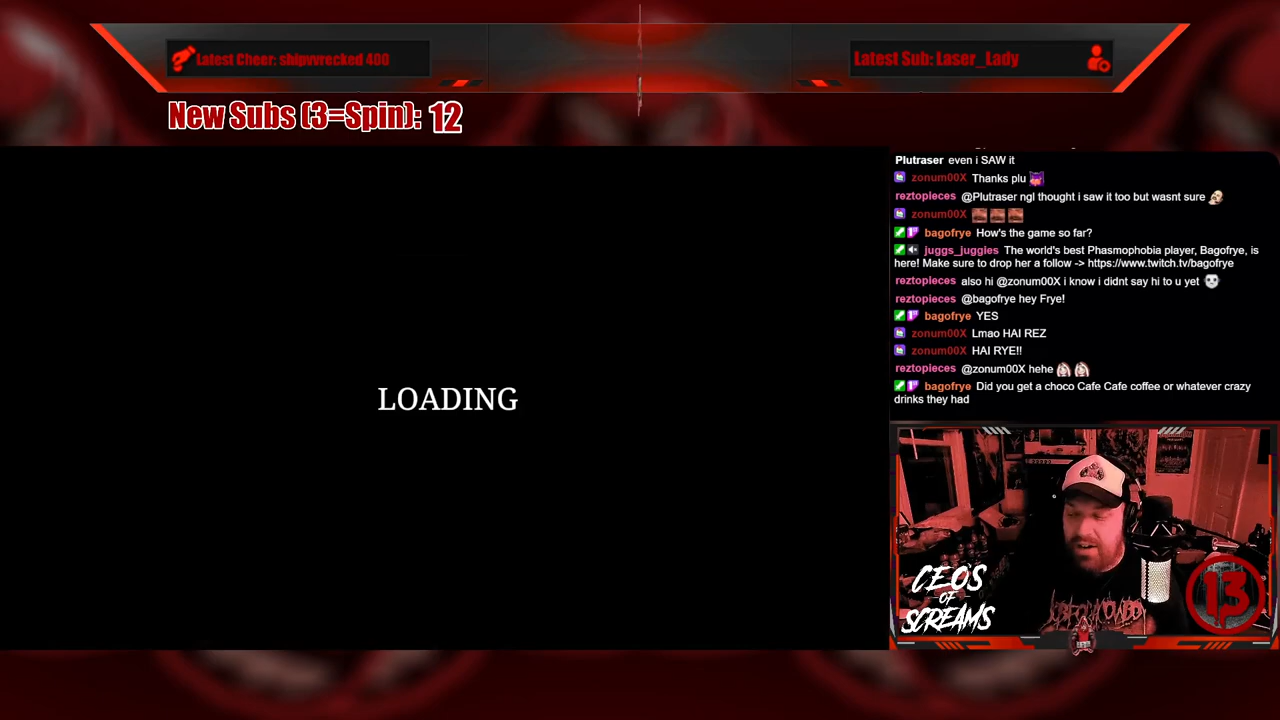 Latest Cheer: shipvvrecked 400
Latest Sub: Laser_Lady
New Subs (3=Spin): 12
Plutraser even i SAW it
zonum00X Thanks plu
reztopieces @Plutraser ngl thought i saw it too but wasnt sure
zonum00X
bagofrye How's the game so far?
juggs_juggles The world's best Phasmophobia player, Bagofrye, is
here! Make sure to drop her a follow -> https://www.twitch.tv/bagofrye
reztopieces also hi @zonum00X i know i didnt say hi to u yet
reztopieces @bagofrye hey Frye!
bagofrye YES
zonum00X Lmao HAI REZ
zonum00X HAI RYE!!
reztopieces @zonum00X hehe
bagofrye Did you get a choco Cafe Cafe coffee or whatever crazy
drinks they had
LOADING
CEOS
OF
SCREAMS
13